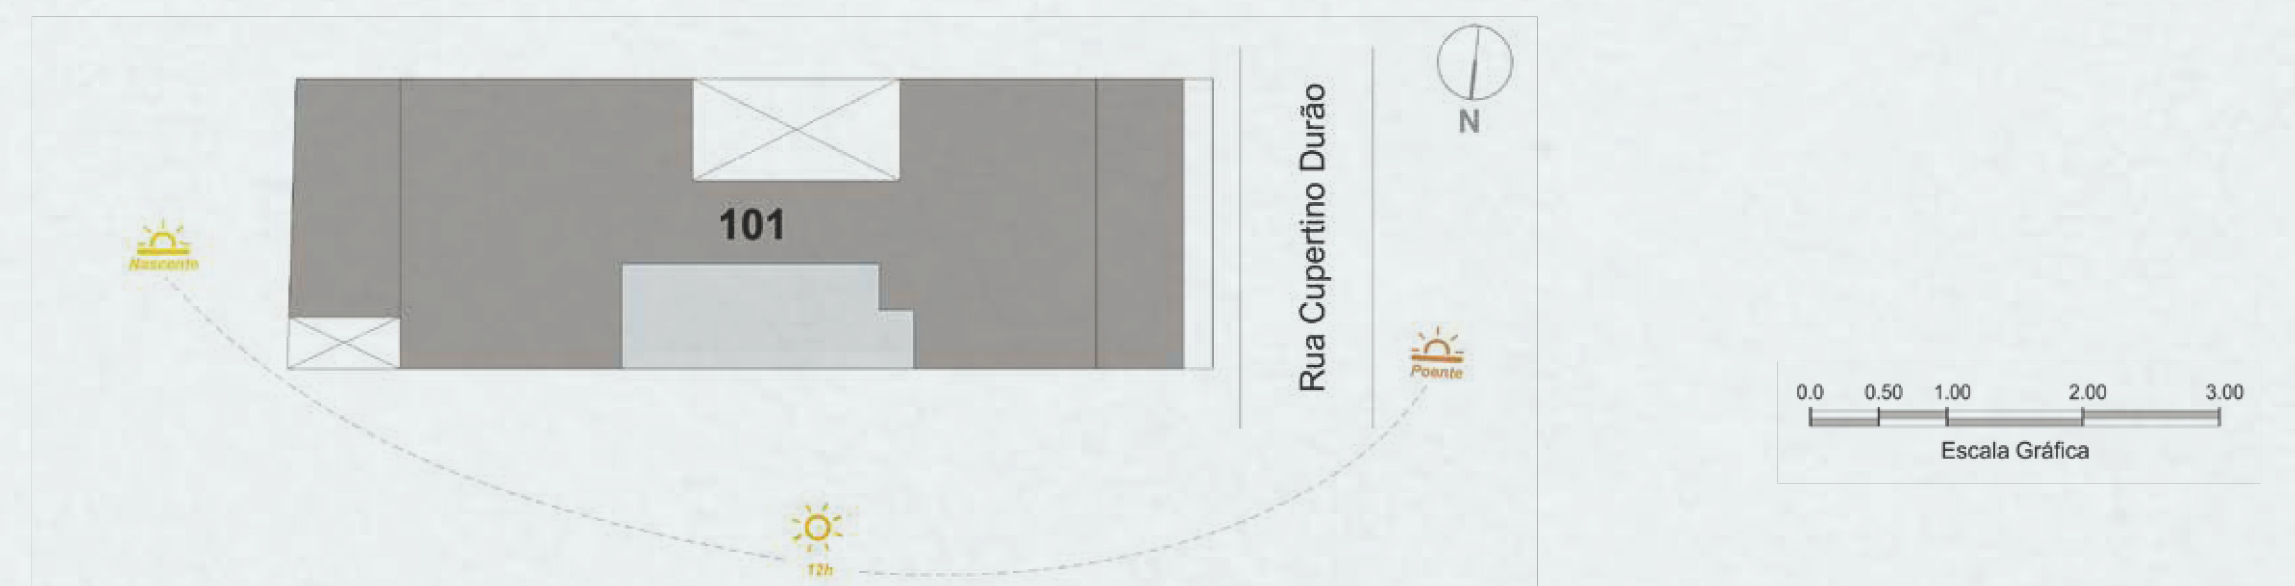 N
Rua Cupertino Durão
101
Nascente
Poente
12h
0.0 0.50 1.00 2.00 3.00
Escala Gráfica